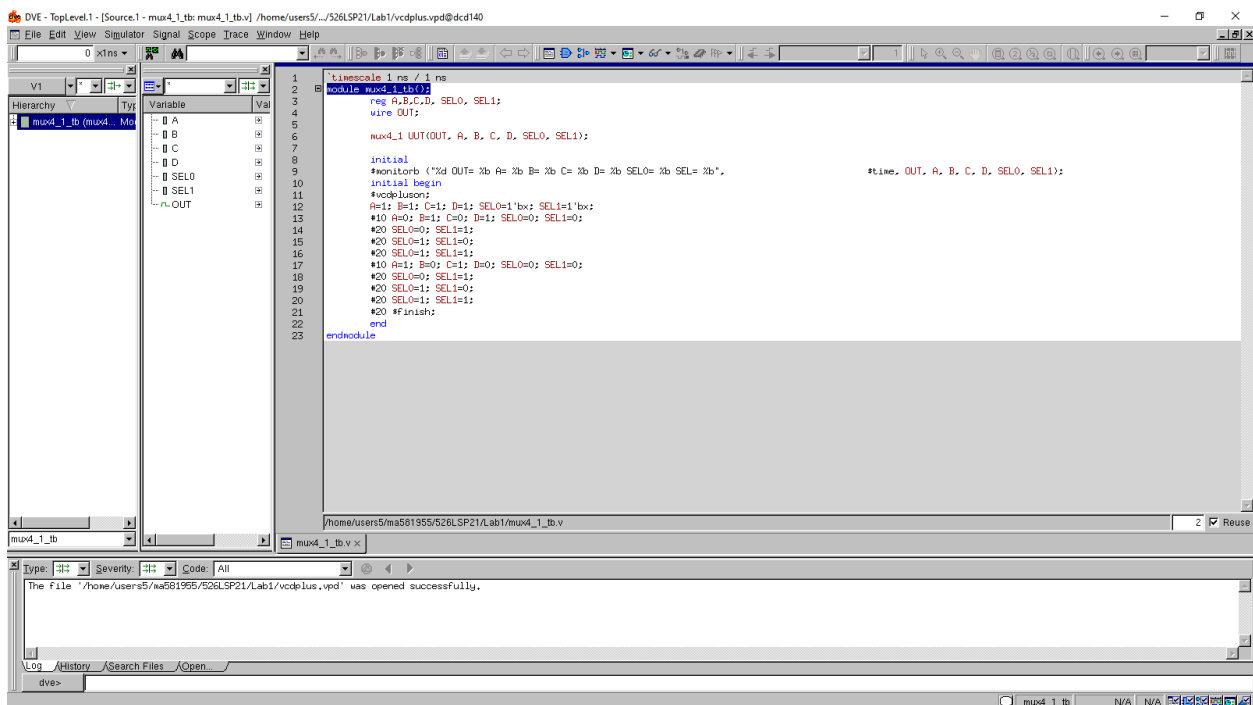 DVE - TopLevel.1 - [Source.1 - mux4_1_tb: mux4_1_tb.v] /home/users5/.../526LSP21/Lab1/vcdplus.vpd@dcd140
File Edit View Simulator Signal Scope Trace Window Help
0 x1ns
V1 * *
Hierarchy Typ Variable Val
mux4_1_tb (mux4... Mo
A
B
C
D
SEL0
SEL1
OUT
1 `timescale 1 ns / 1 ns
2 module mux4_1_tb();
3 reg A,B,C,D, SEL0, SEL1;
4 wire OUT;
5
6 mux4_1 UUT(OUT, A, B, C, D, SEL0, SEL1);
7
8 initial
9 $monitorb ("%d OUT= %b A= %b B= %b C= %b D= %b SEL0= %b SEL= %b", $time, OUT, A, B, C, D, SEL0, SEL1);
10 initial begin
11 $vcdpluson;
12 A=1; B=1; C=1; D=1; SEL0=1'bx; SEL1=1'bx;
13 #10 A=0; B=1; C=0; D=1; SEL0=0; SEL1=0;
14 #20 SEL0=0; SEL1=1;
15 #20 SEL0=1; SEL1=0;
16 #20 SEL0=1; SEL1=1;
17 #10 A=1; B=0; C=1; D=0; SEL0=0; SEL1=0;
18 #20 SEL0=0; SEL1=1;
19 #20 SEL0=1; SEL1=0;
20 #20 SEL0=1; SEL1=1;
21 #20 $finish;
22 end
23 endmodule
/home/users5/ma581955/526LSP21/Lab1/mux4_1_tb.v 2 Reuse
mux4_1_tb
mux4_1_tb.v
Type: Severity: Code: All
The file '/home/users5/ma581955/526LSP21/Lab1/vcdplus.vpd' was opened successfully.
Log History Search Files Open...
dve>
mux4_1_tb N/A N/A